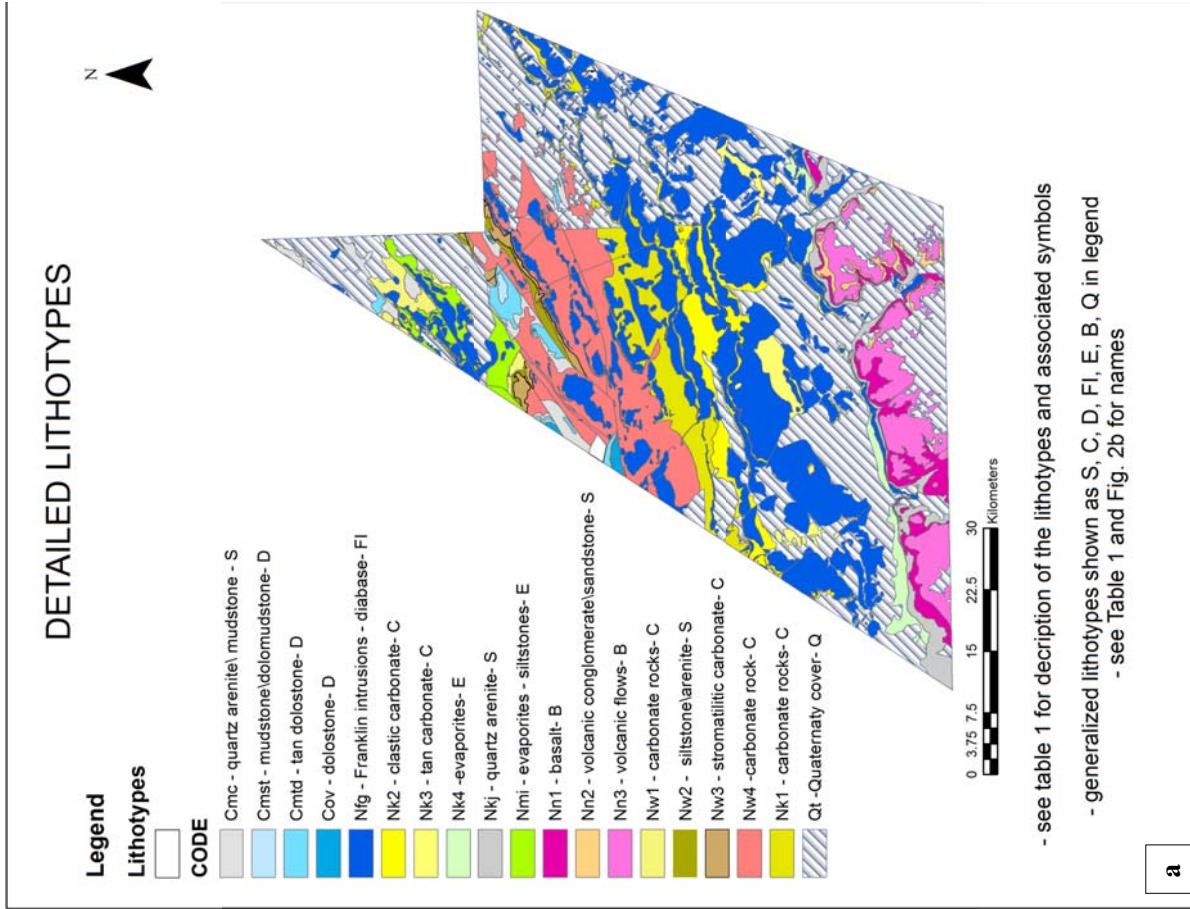 DETAILED LITHOTYPES
N
Legend
Lithotypes
CODE
Cmc - quartz arenite\ mudstone - S
Cmst - mudstone\dolomudstone- D
Cmtd - tan dolostone- D
Cov - dolostone- D
Nfg - Franklin intrusions - diabase- FI
Nk2 - clastic carbonate- C
Nk3 - tan carbonate- C
Nk4 -evaporites- E
Nkj - quartz arenite- S
Nmi - evaporites - siltstones- E
Nn1 - basalt- B
Nn2 - volcanic conglomerate\sandstone- S
Nn3 - volcanic flows- B
Nw1 - carbonate rocks- C
Nw2 - siltstone\arenite- S
Nw3 - stromatilitic carbonate- C
Nw4 -carbonate rock- C
Nk1 - carbonate rocks- C
Qt -Quaternaty cover- Q
0 3.75 7.5 15 22.5 30
Kilometers
- see table 1 for decription of the lithotypes and associated symbols
- generalized lithotypes shown as S, C, D, FI, E, B, Q in legend
- see Table 1 and Fig. 2b for names
a